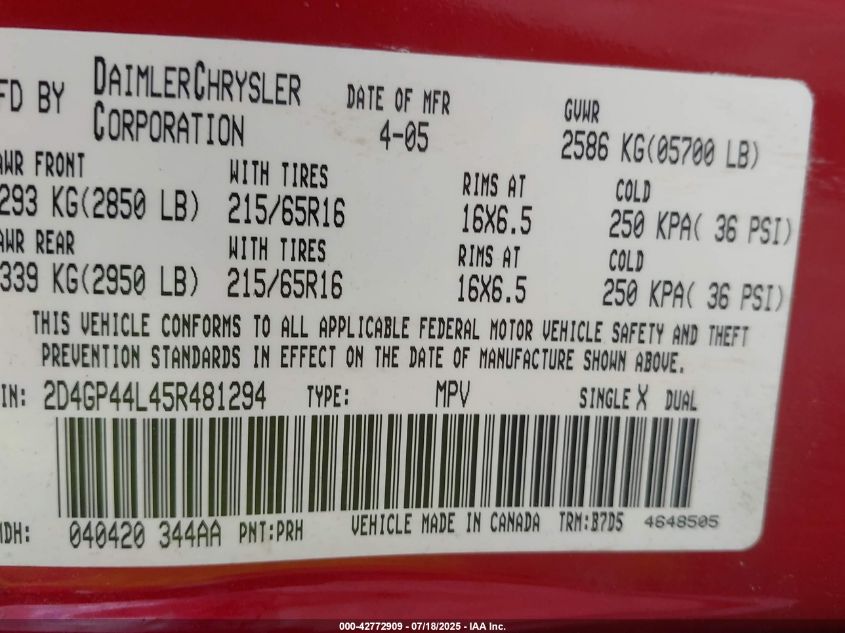 FD BY DAIMLERCHRYSLER CORPORATION
DATE OF MFR 4-05
GVWR 2586 KG(05700 LB)
AWR FRONT WITH TIRES RIMS AT COLD
293 KG(2850 LB) 215/65R16 16X6.5 250 KPA( 36 PSI)
AWR REAR WITH TIRES RIMS AT COLD
339 KG(2950 LB) 215/65R16 16X6.5 250 KPA( 36 PSI)
THIS VEHICLE CONFORMS TO ALL APPLICABLE FEDERAL MOTOR VEHICLE SAFETY AND THEFT
PREVENTION STANDARDS IN EFFECT ON THE DATE OF MANUFACTURE SHOWN ABOVE.
IN: 2D4GP44L45R481294 TYPE: MPV SINGLE X DUAL
MDH: 040420 344AA PNT:PRH VEHICLE MADE IN CANADA TRM:B7D5 4648505
000-42772909 - 07/18/2025 - IAA Inc.